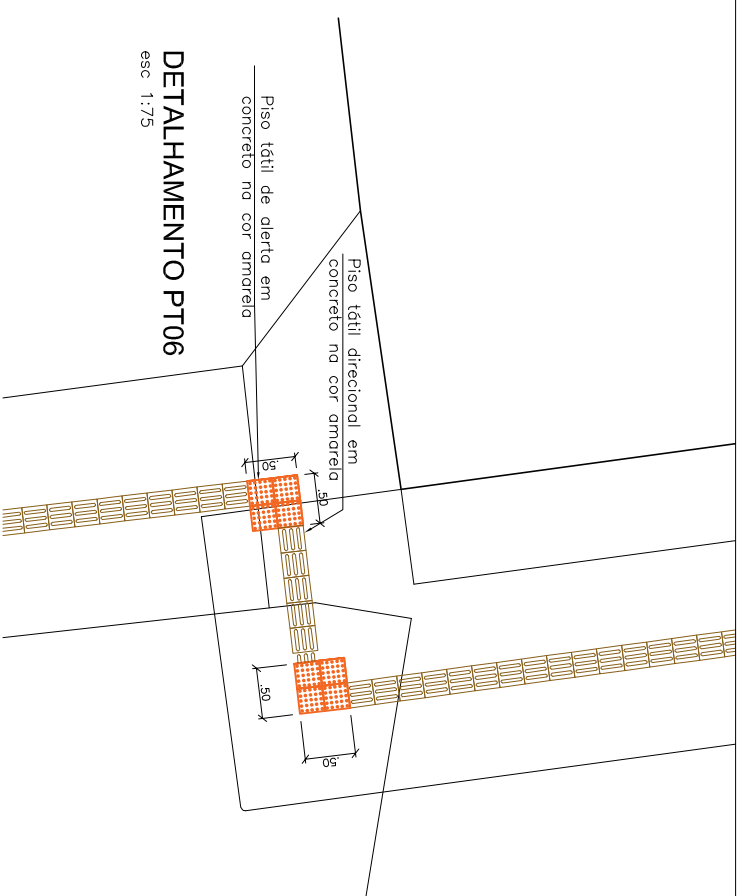 DETALHAMENTO PT06
esc 1:75
Piso tátil de alerta em
concreto na cor amarela
Piso tátil direcional em
concreto na cor amarela
.50
.50
.50
.50